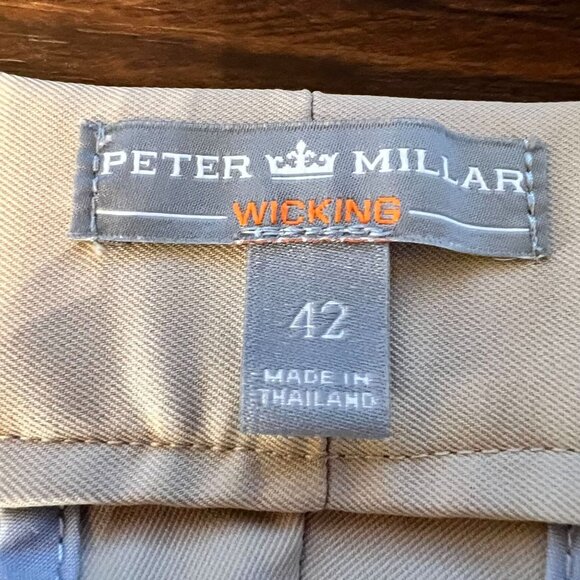 PETER MILLAR
WICKING
42
MADE IN
THAILAND